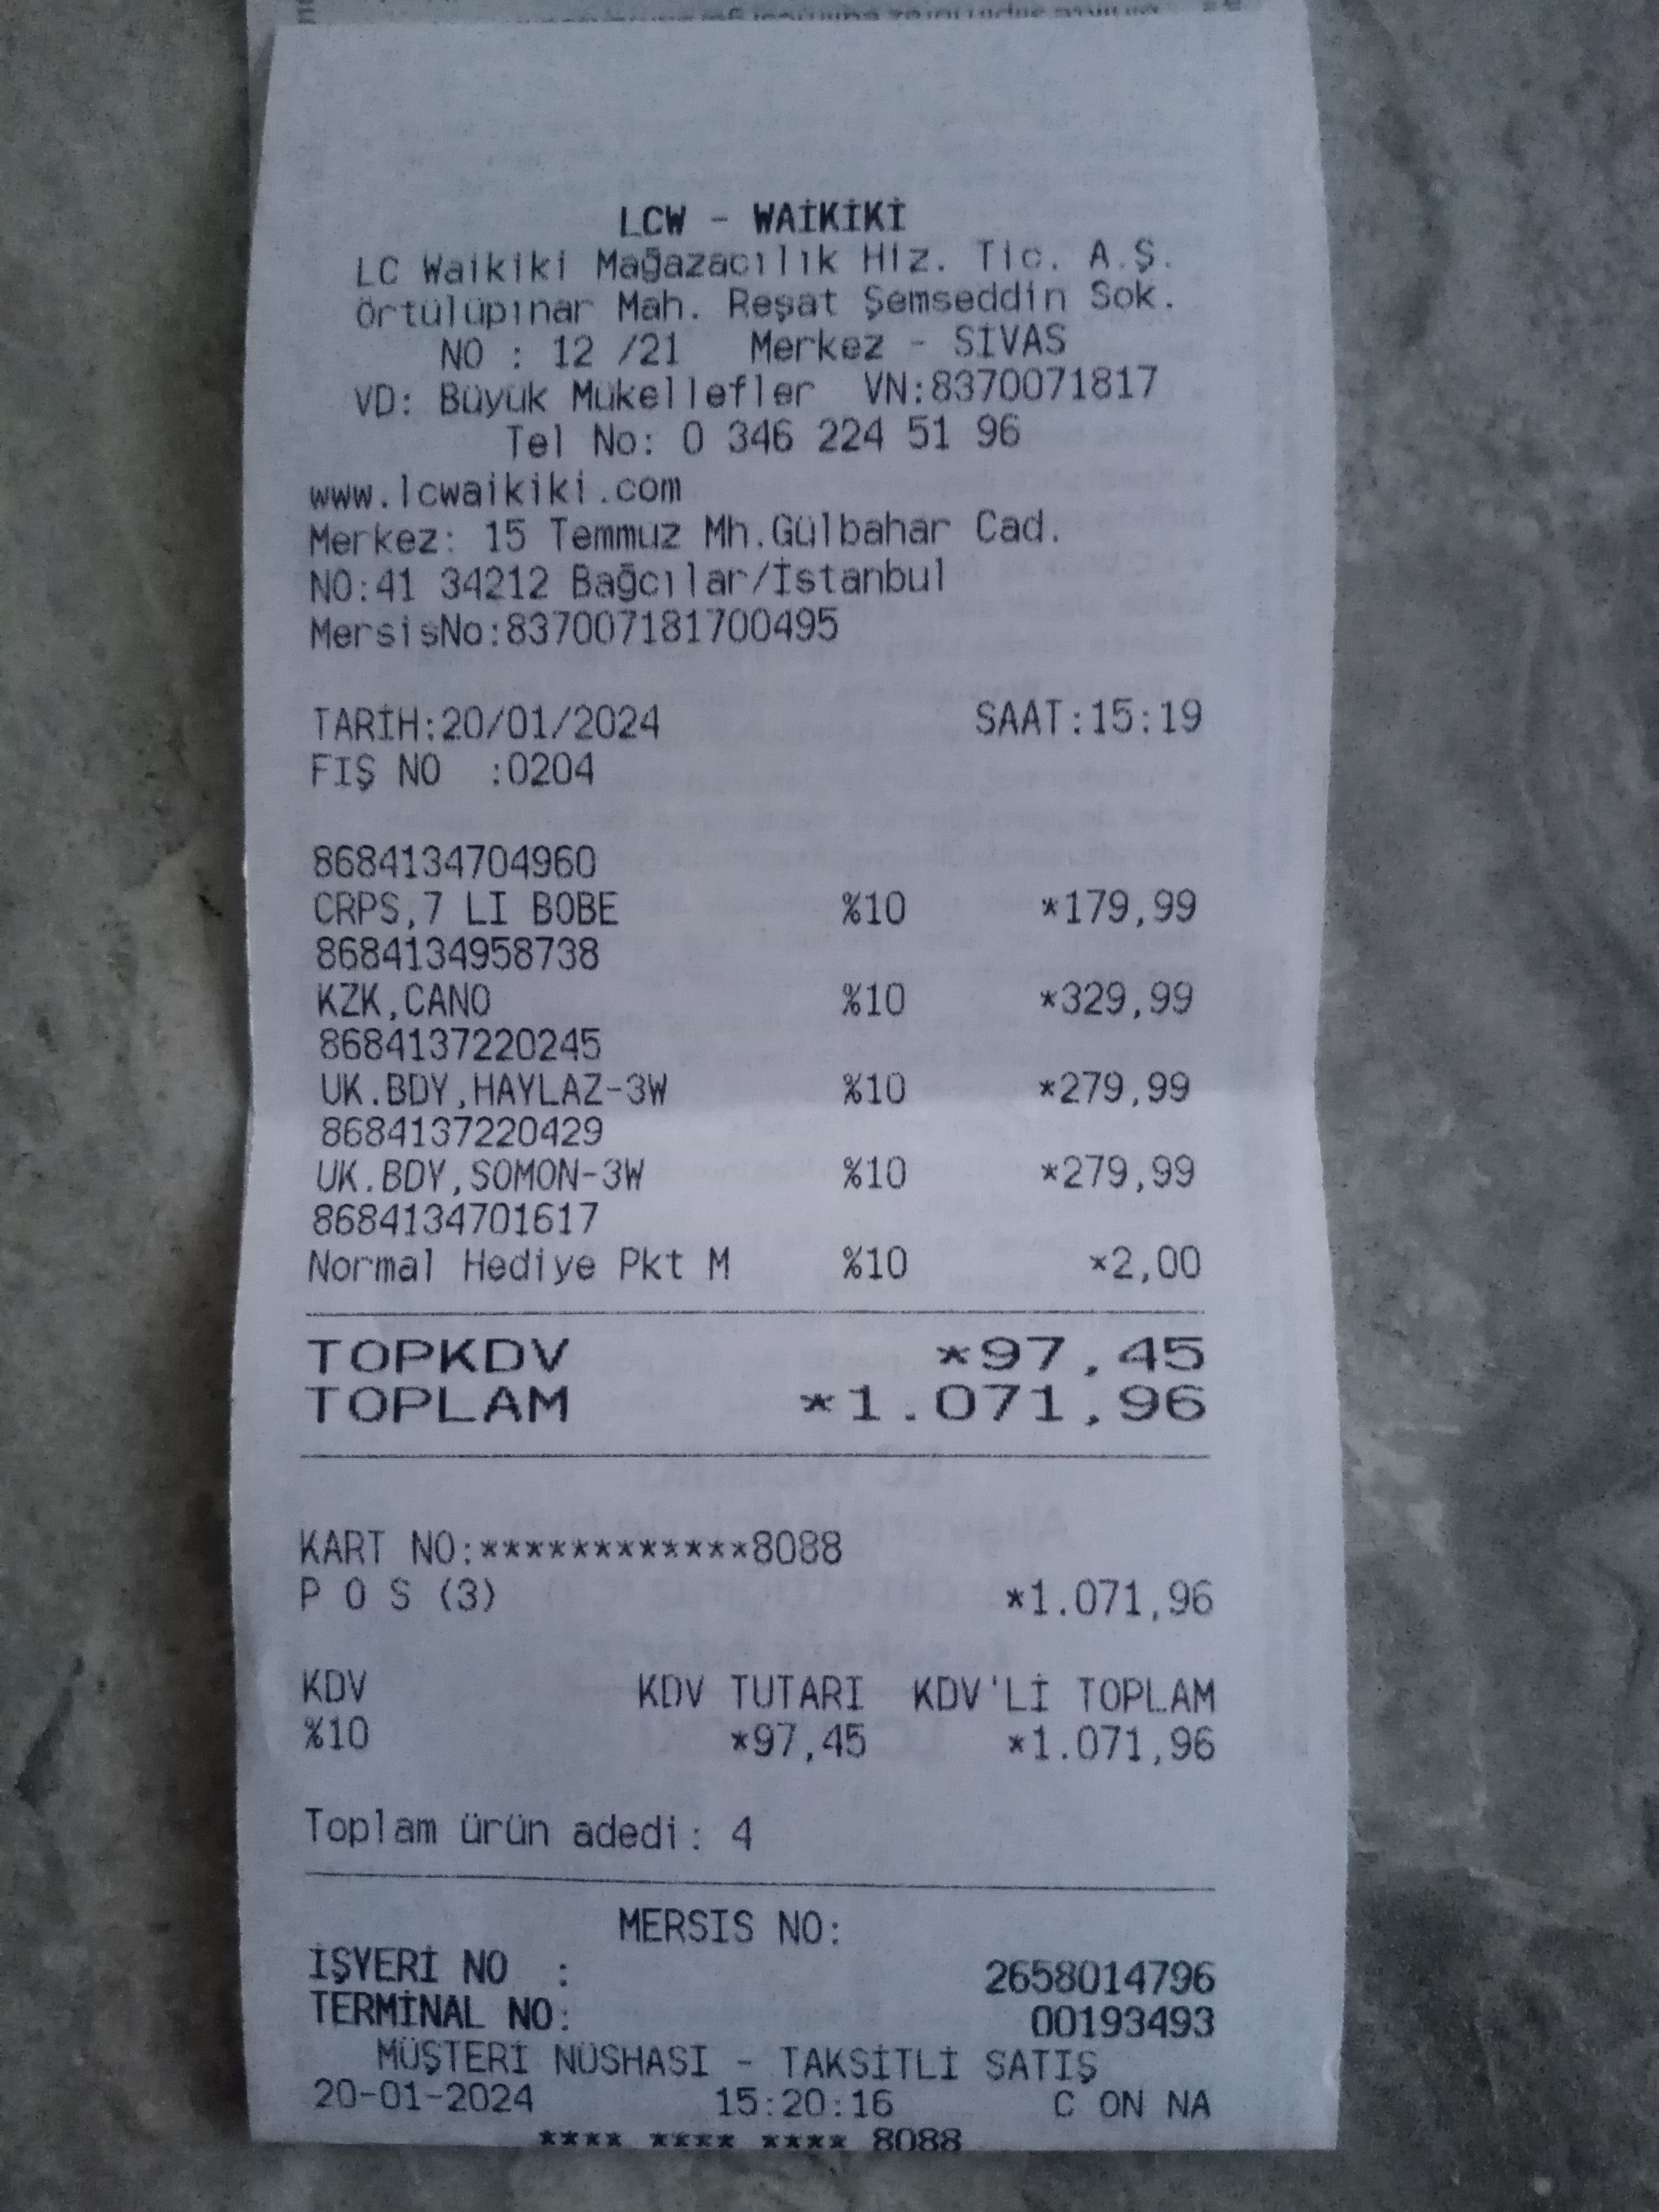 LCW - WAİKİKİ
LC Waikiki Mağazacılık Hiz. Tic. A.Ş.
Örtülüpınar Mah. Reşat Şemseddin Sok.
NO : 12 /21 Merkez - SİVAS
VD: Büyük Mükellefler VN:8370071817
Tel No: 0 346 224 51 96
www.lcwaikiki.com
Merkez: 15 Temmuz Mh.Gülbahar Cad.
NO:41 34212 Bağcılar/İstanbul
MersisNo:837007181700495
TARİH:20/01/2024 SAAT:15:19
FIŞ NO :0204
8684134704960
CRPS,7 LI BOBE %10 *179,99
8684134958738
KZK,CANO %10 *329,99
8684137220245
UK.BDY,HAYLAZ-3W %10 *279,99
8684137220429
UK.BDY,SOMON-3W %10 *279,99
8684134701617
Normal Hediye Pkt M %10 *2,00
TOPKDV *97,45
TOPLAM *1.071,96
KART NO:************8088
P O S (3) *1.071,96
KDV KDV TUTARI KDV'Lİ TOPLAM
%10 *97,45 *1.071,96
Toplam ürün adedi: 4
MERSIS NO:
İŞYERİ NO : 2658014796
TERMİNAL NO: 00193493
MÜŞTERİ NÜSHASI - TAKSİTLİ SATIŞ
20-01-2024 15:20:16 C ON NA
**** **** **** 8088